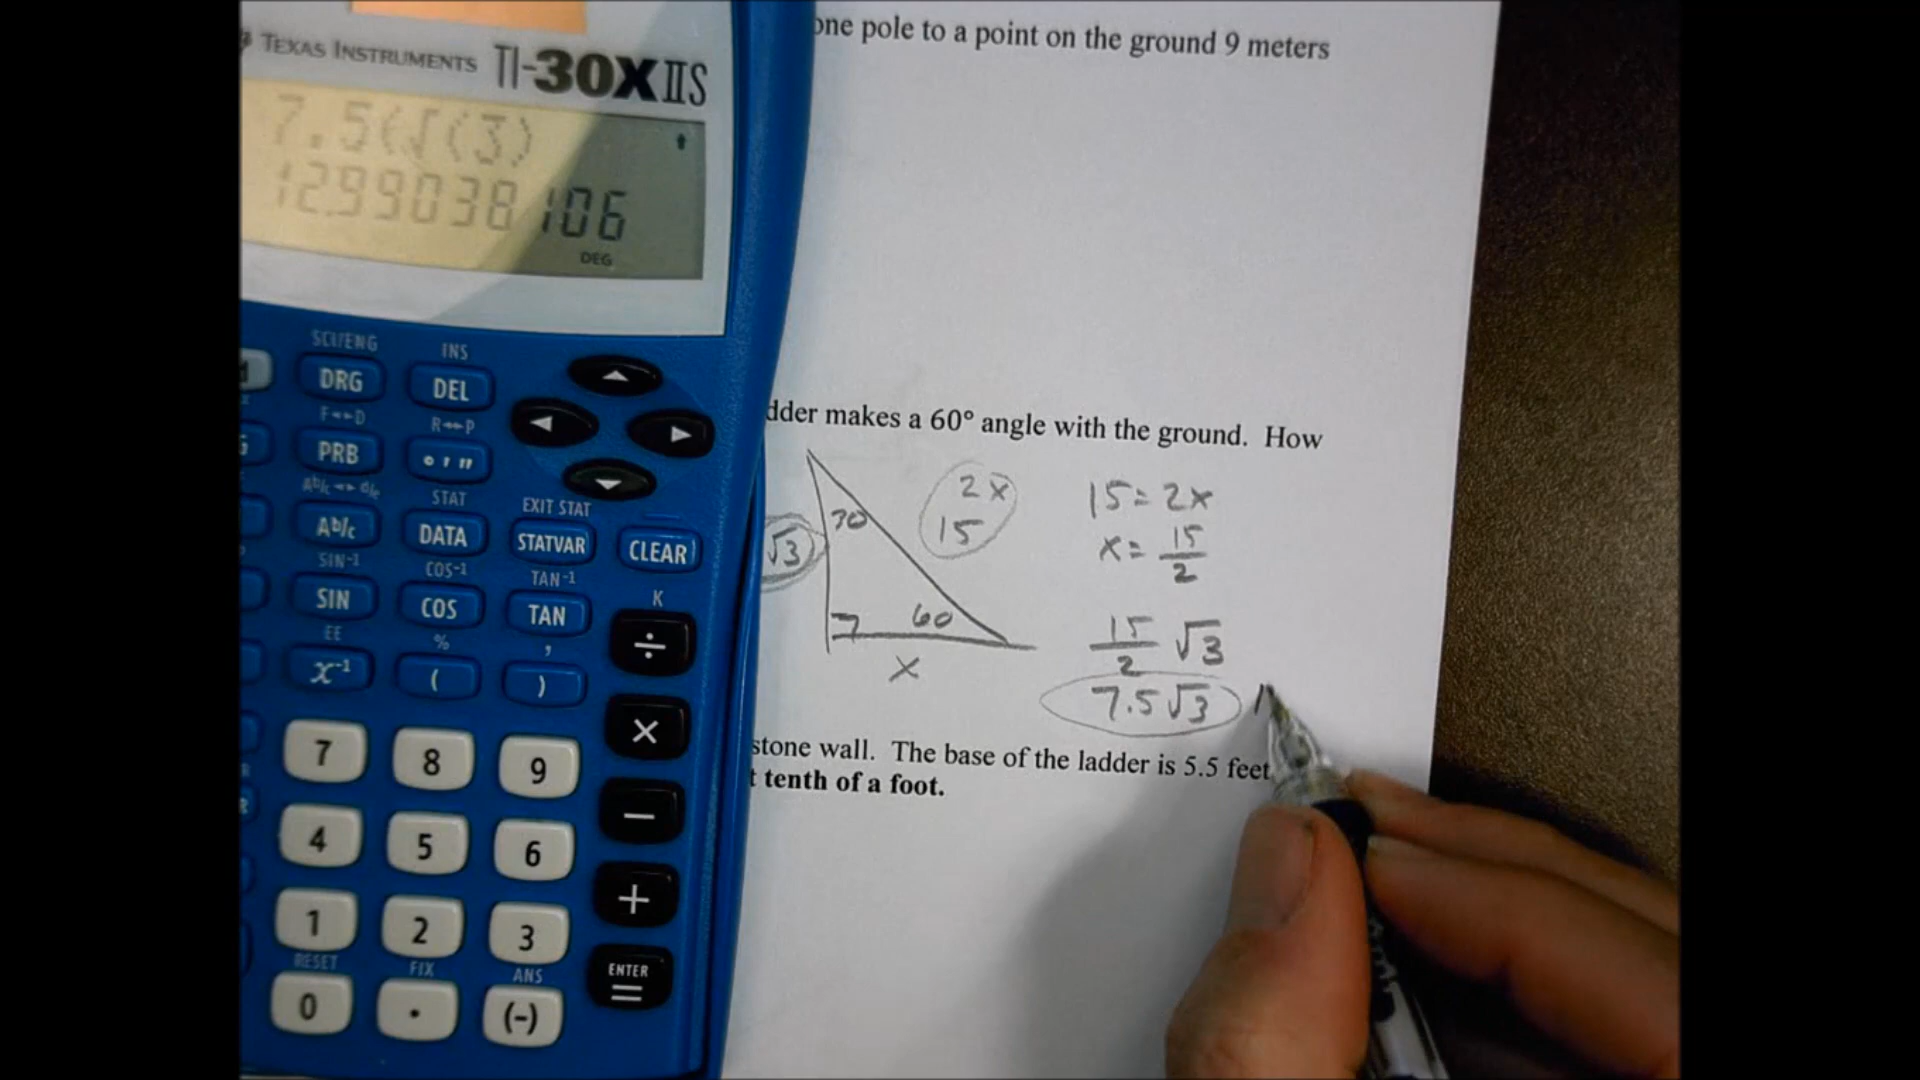 one pole to a point on the ground 9 meters
TEXAS INSTRUMENTS TI-30X IIS
7.5(√(3)
12.99038106
DEG
SCI/ENG INS
DRG DEL
F◄►D R◄►P
PRB ° ' "
Ab/c ◄► d/e STAT EXIT STAT
Ab/c DATA STATVAR CLEAR
SIN-1 COS-1 TAN-1 K
SIN COS TAN ÷
EE % ,
x-1 ( ) ×
7 8 9 −
4 5 6 +
1 2 3 ENTER
RESET FIX ANS
0 . (-) =
dder makes a 60° angle with the ground. How
2x
30 15
√3
60
x
15 = 2x
x = 15/2
15/2 √3
7.5√3
stone wall. The base of the ladder is 5.5 feet
t tenth of a foot.